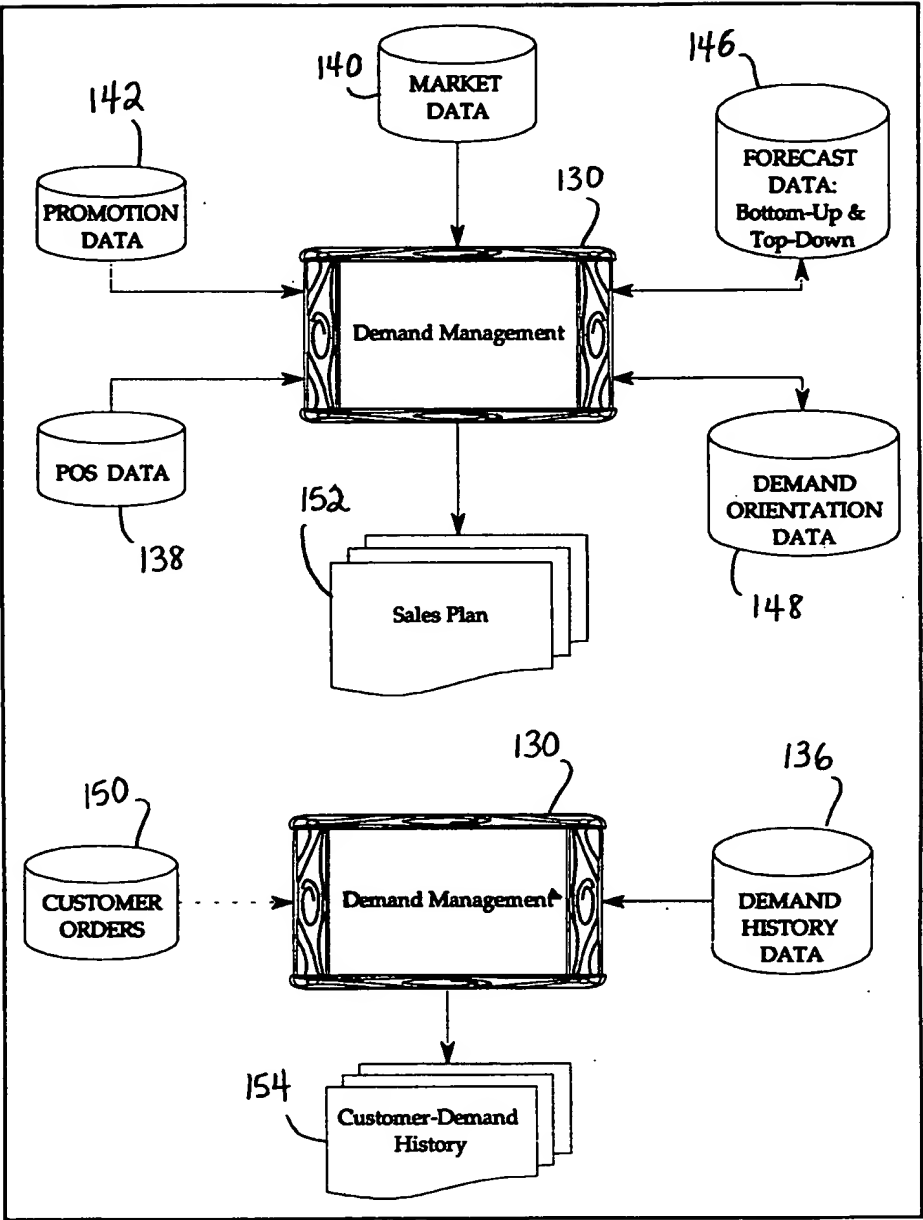 140
MARKET
DATA
146
FORECAST
DATA:
Bottom-Up &
Top-Down
142
PROMOTION
DATA
130
Demand Management
POS DATA
138
DEMAND
ORIENTATION
DATA
148
152
Sales Plan
130
150
CUSTOMER
ORDERS
Demand Management
136
DEMAND
HISTORY
DATA
154
Customer-Demand
History